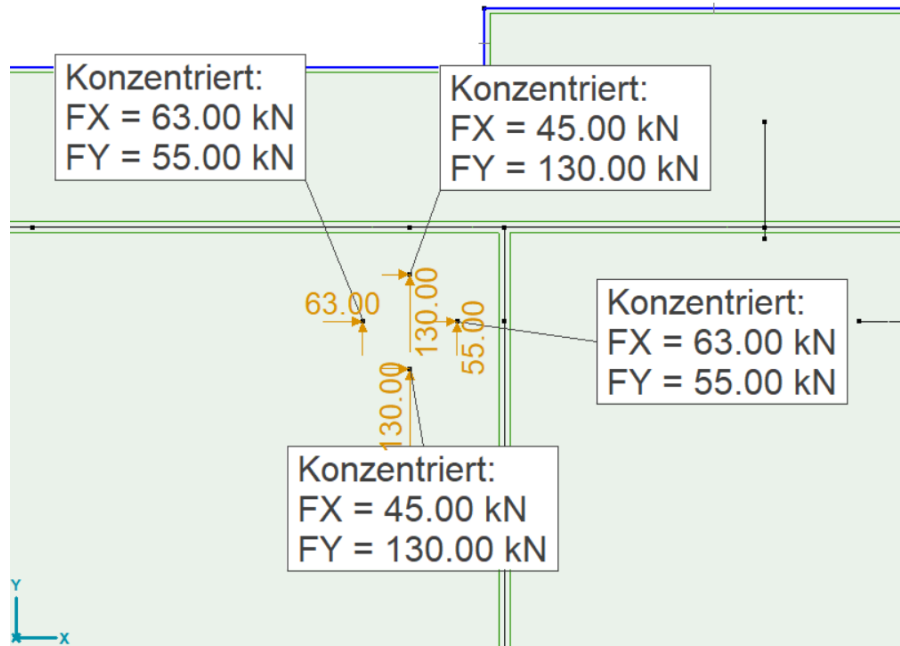 Konzentriert:
FX = 63.00 kN
FY = 55.00 kN
Konzentriert:
FX = 45.00 kN
FY = 130.00 kN
63.00
130.00
55.00
130.00
Konzentriert:
FX = 63.00 kN
FY = 55.00 kN
Konzentriert:
FX = 45.00 kN
FY = 130.00 kN
Y
X